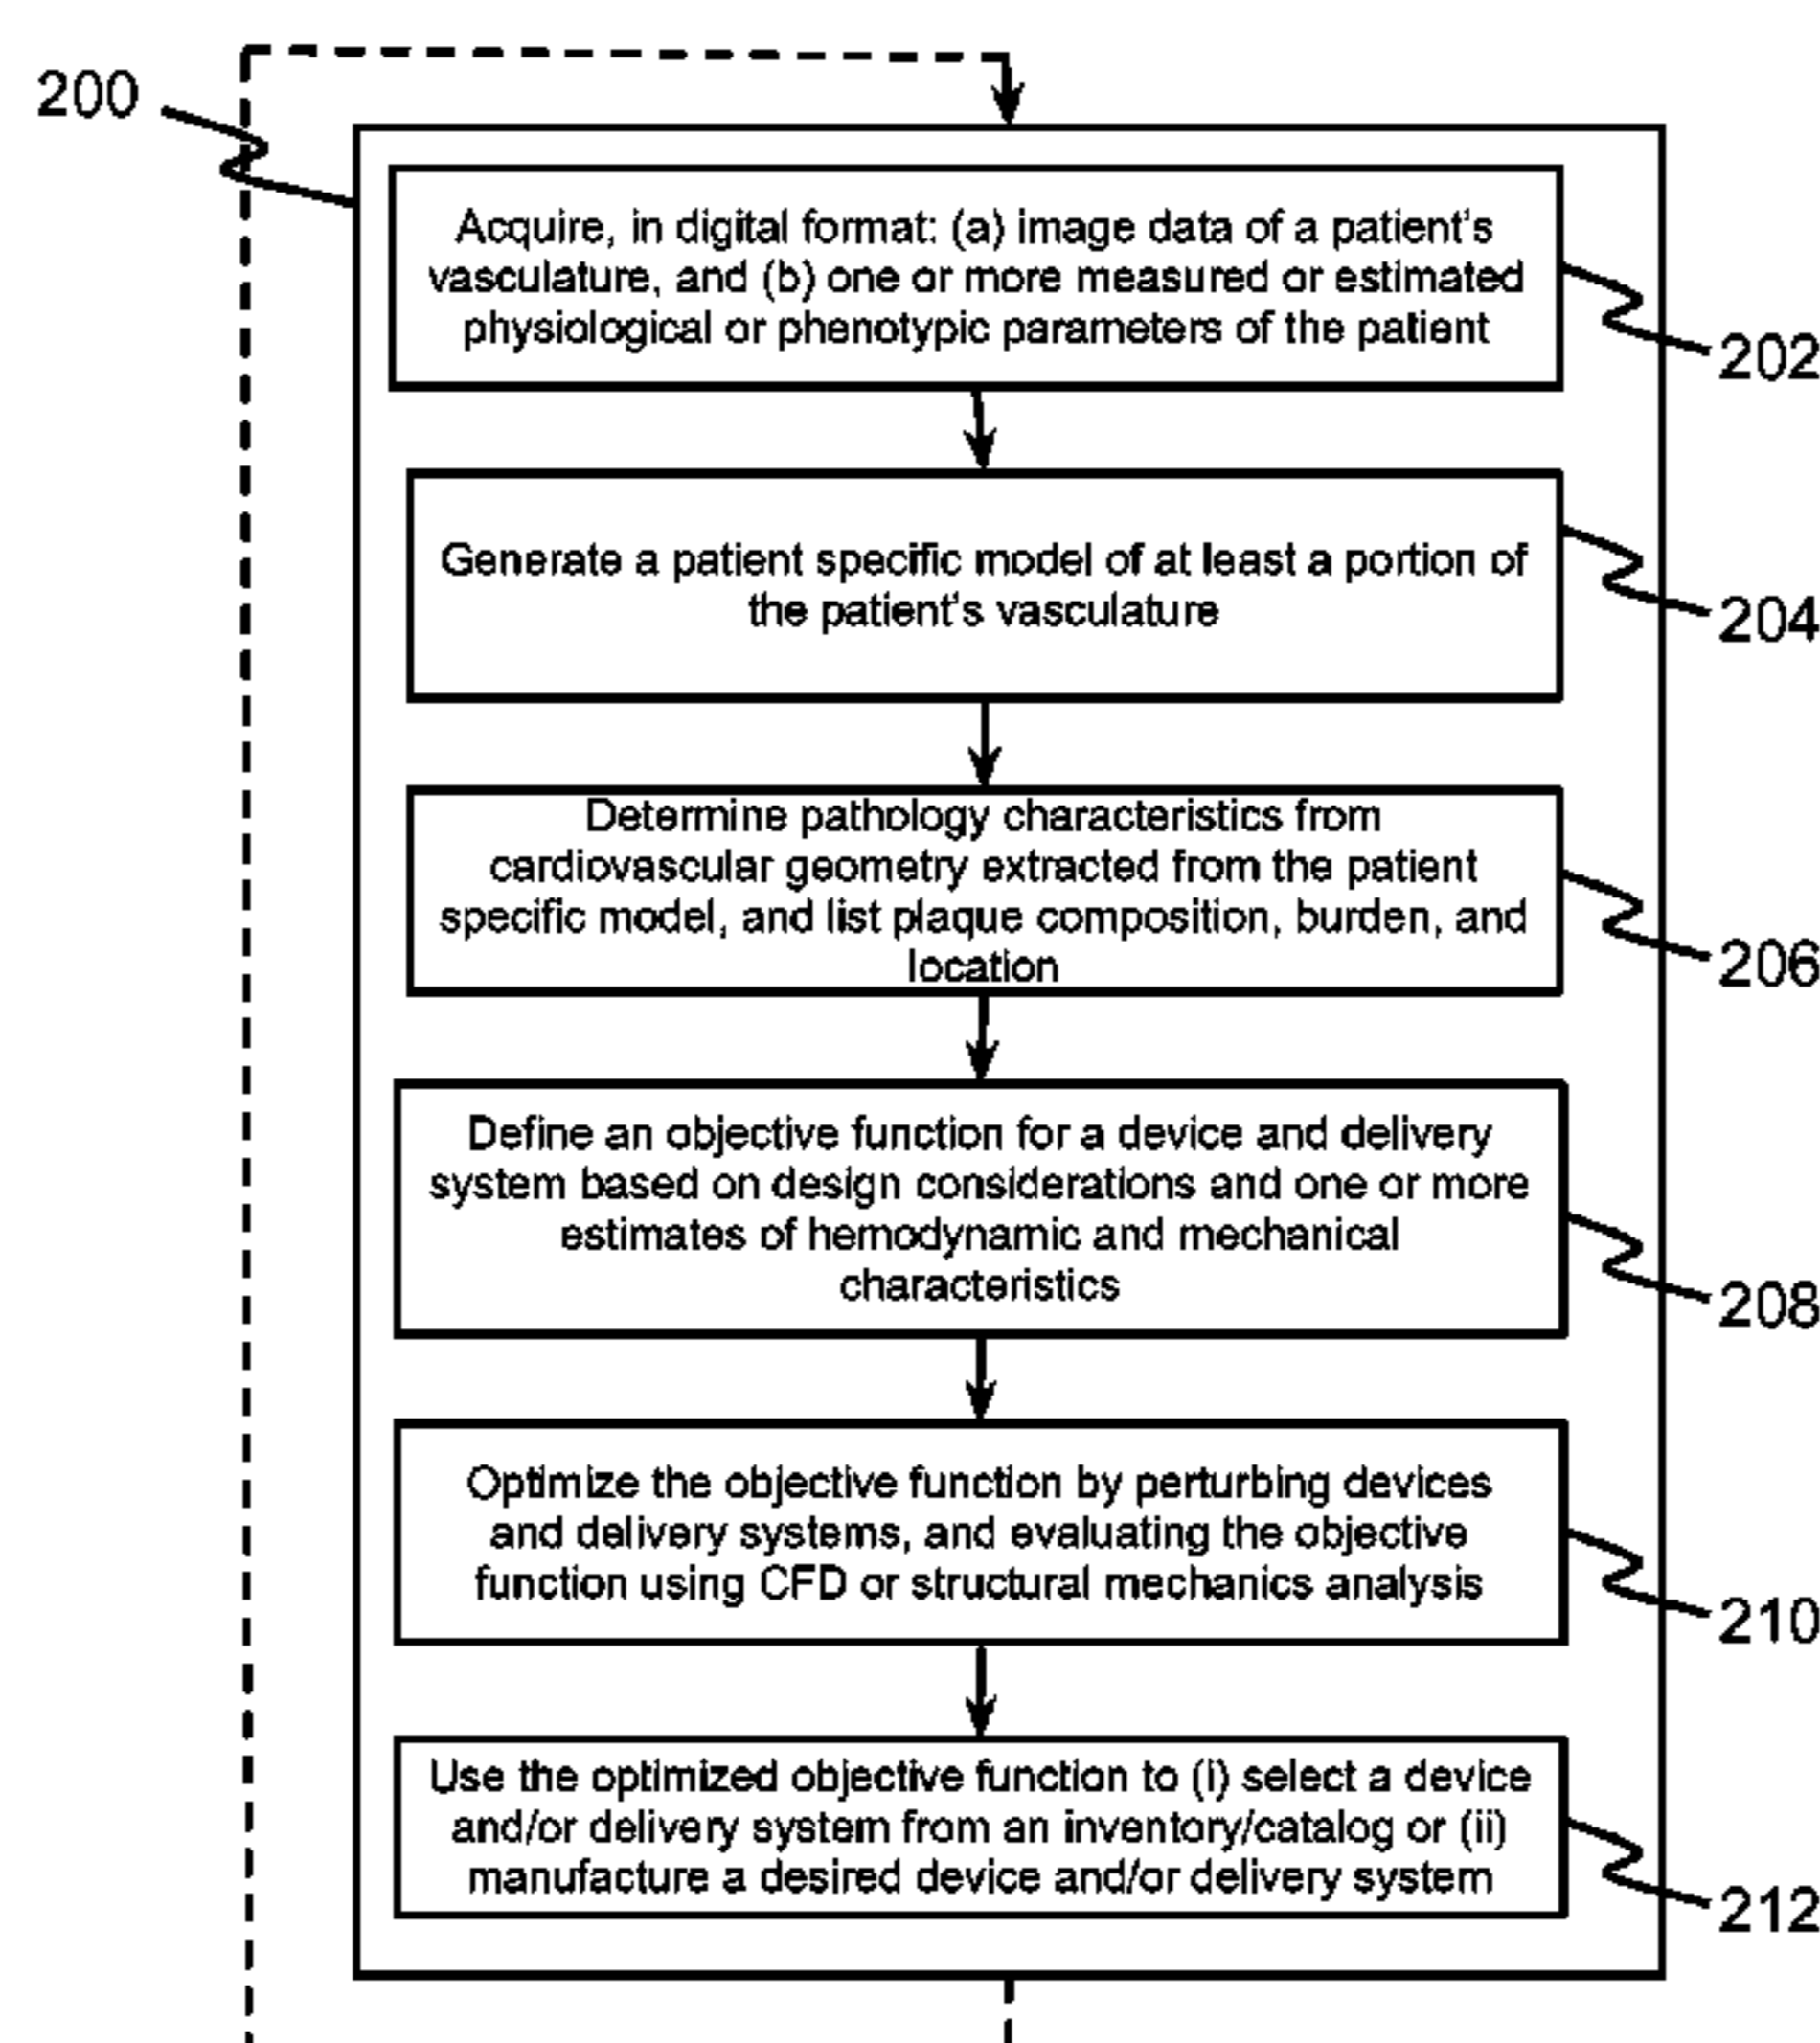 200
Acquire, in digital format: (a) image data of a patient's
vasculature, and (b) one or more measured or estimated
physiological or phenotypic parameters of the patient
202
Generate a patient specific model of at least a portion of
the patient's vasculature
204
Determine pathology characteristics from
cardiovascular geometry extracted from the patient
specific model, and list plaque composition, burden, and
location
206
Define an objective function for a device and delivery
system based on design considerations and one or more
estimates of hemodynamic and mechanical
characteristics
208
Optimize the objective function by perturbing devices
and delivery systems, and evaluating the objective
function using CFD or structural mechanics analysis
210
Use the optimized objective function to (i) select a device
and/or delivery system from an inventory/catalog or (ii)
manufacture a desired device and/or delivery system
212